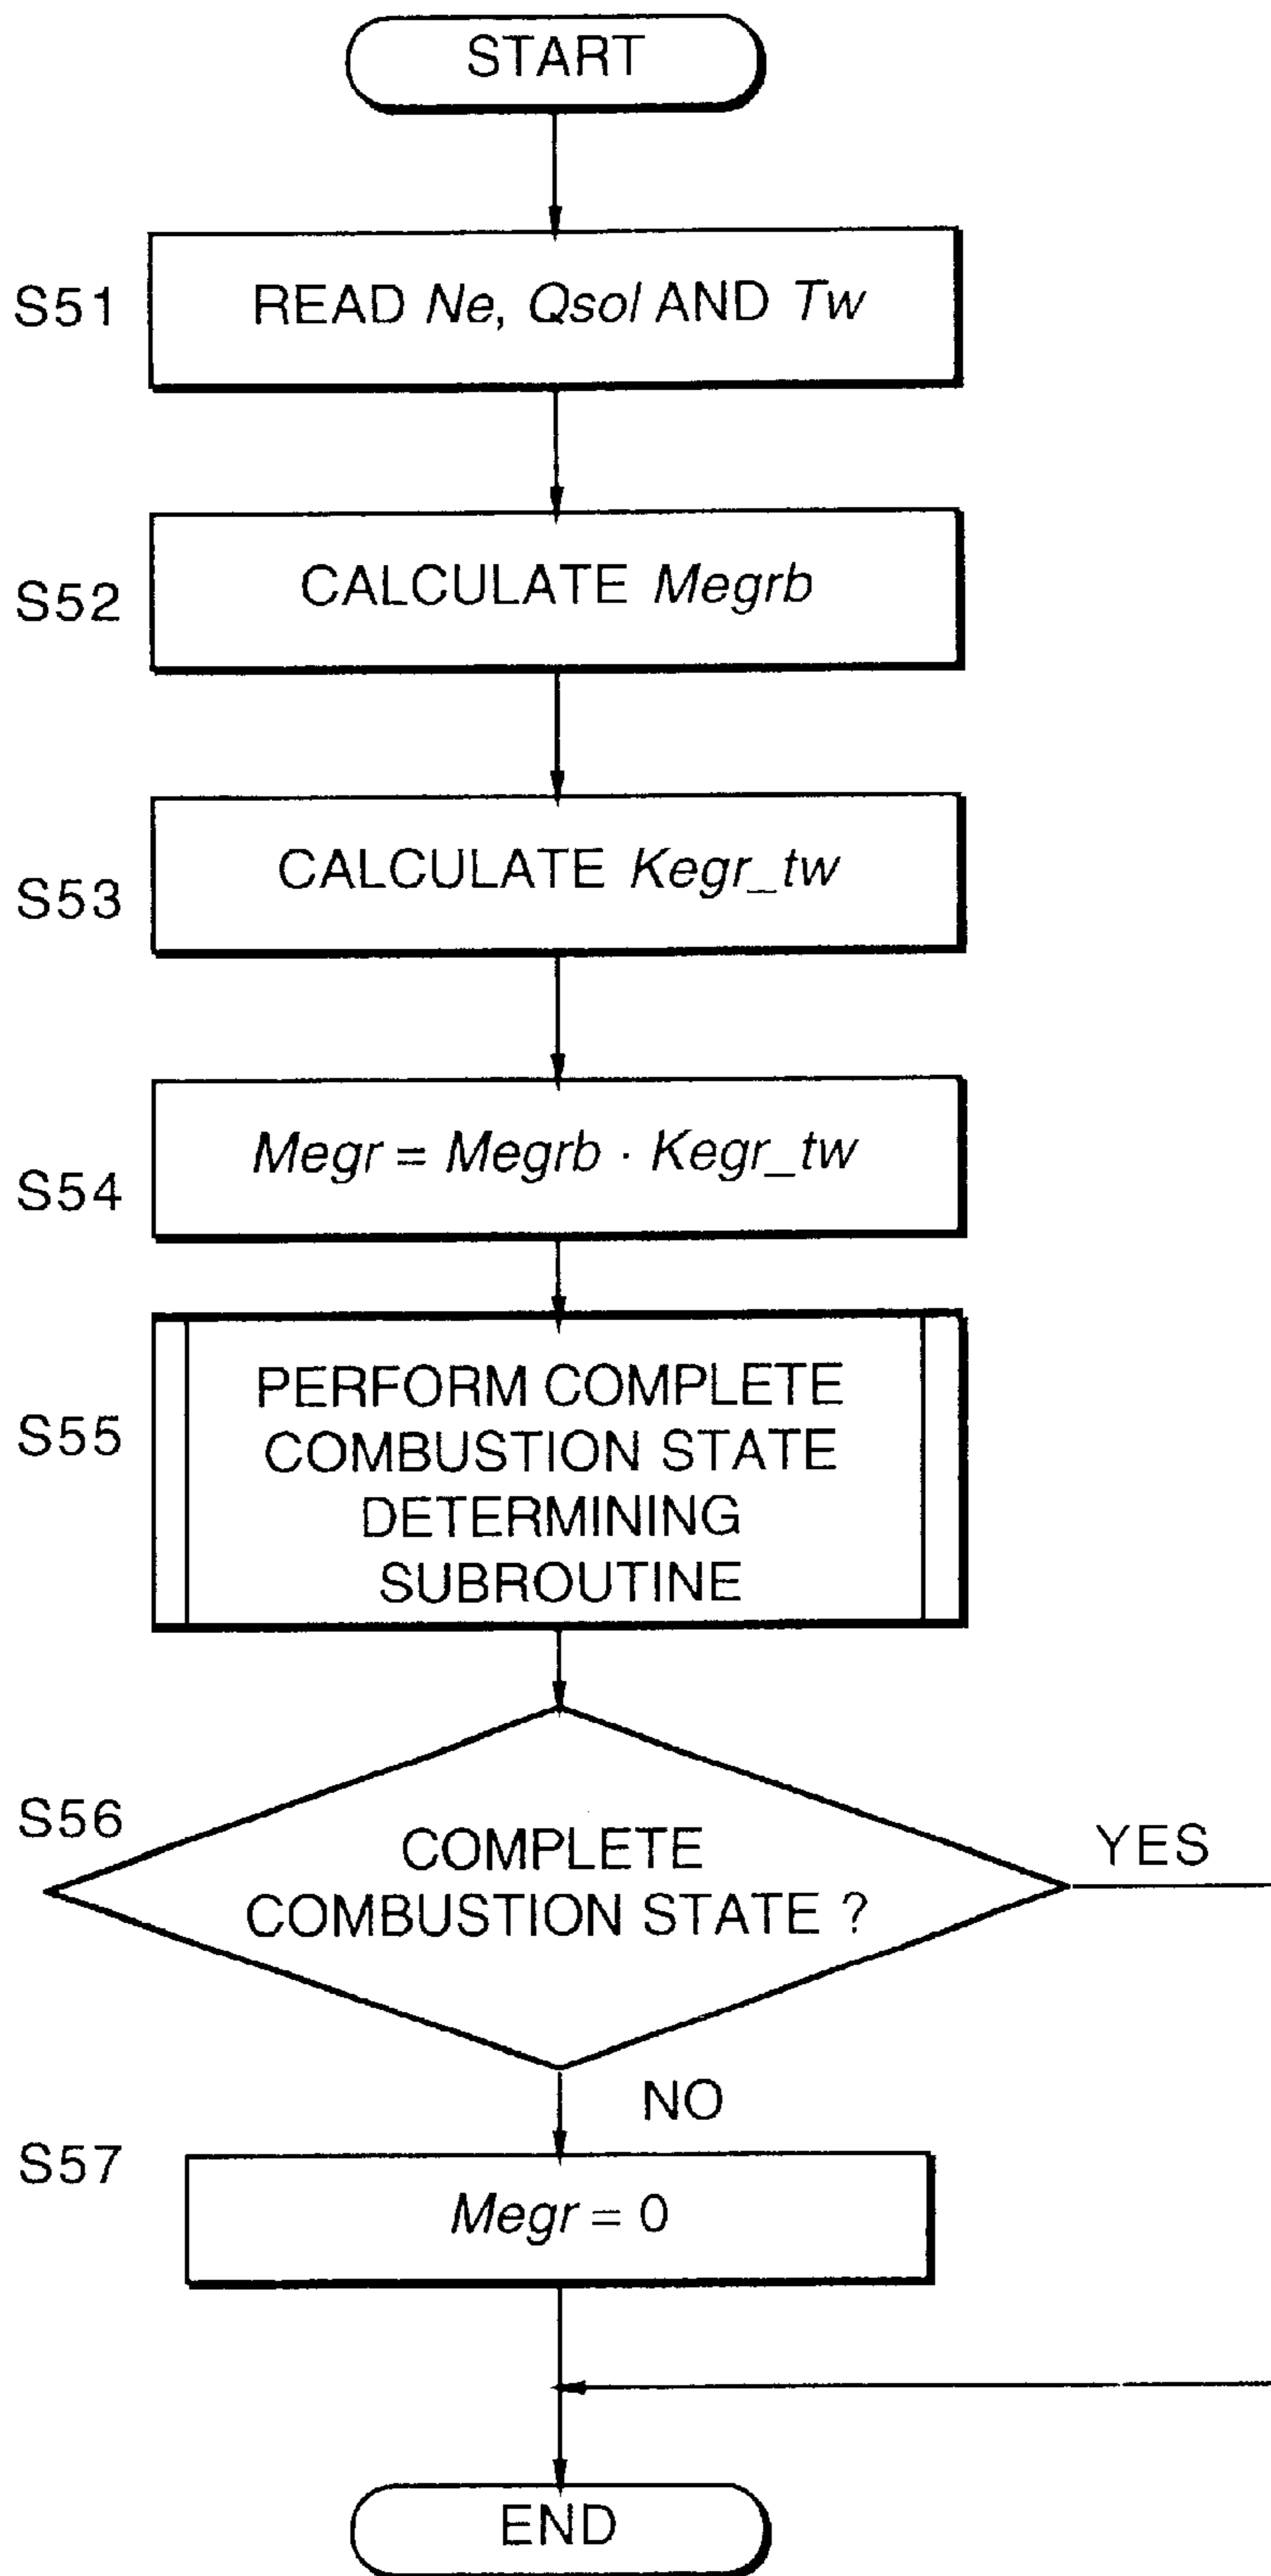 START
S51
READ Ne, Qsol AND Tw
S52
CALCULATE Megrb
S53
CALCULATE Kegr_tw
S54
Megr = Megrb · Kegr_tw
S55
PERFORM COMPLETE
COMBUSTION STATE
DETERMINING
SUBROUTINE
S56
COMPLETE
COMBUSTION STATE ?
YES
NO
S57
Megr = 0
END